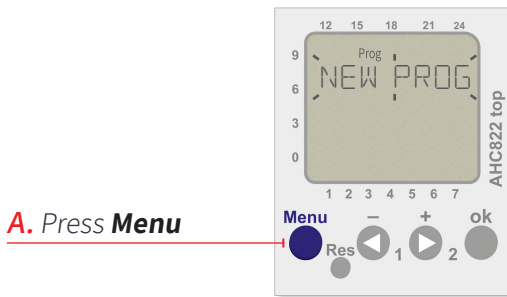 12 15 18 21 24
9
Prog
NEW PROG
6
3
0
AHC822 top
1 2 3 4 5 6 7
A. Press Menu
Menu − + ok
Res 1 2